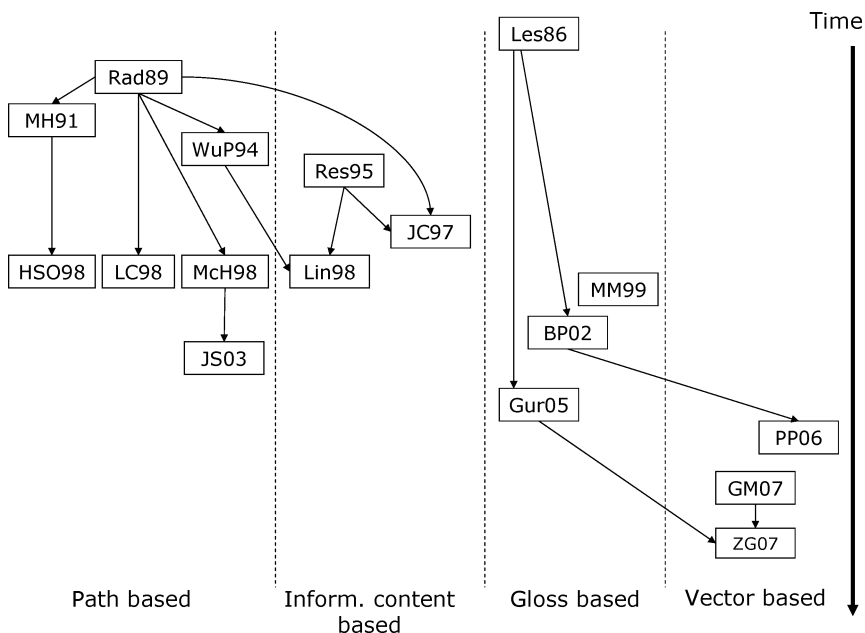 Time
Les86
Rad89
MH91
WuP94
Res95
JC97
HSO98
LC98
McH98
Lin98
MM99
BP02
JS03
Gur05
PP06
GM07
ZG07
Path based
Inform. content
based
Gloss based
Vector based